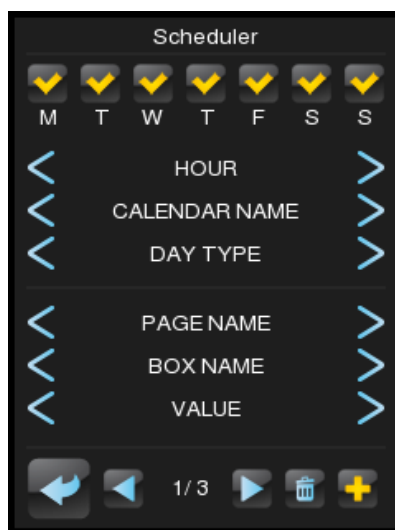 Scheduler
M T W T F S S
HOUR
CALENDAR NAME
DAY TYPE
PAGE NAME
BOX NAME
VALUE
1/3